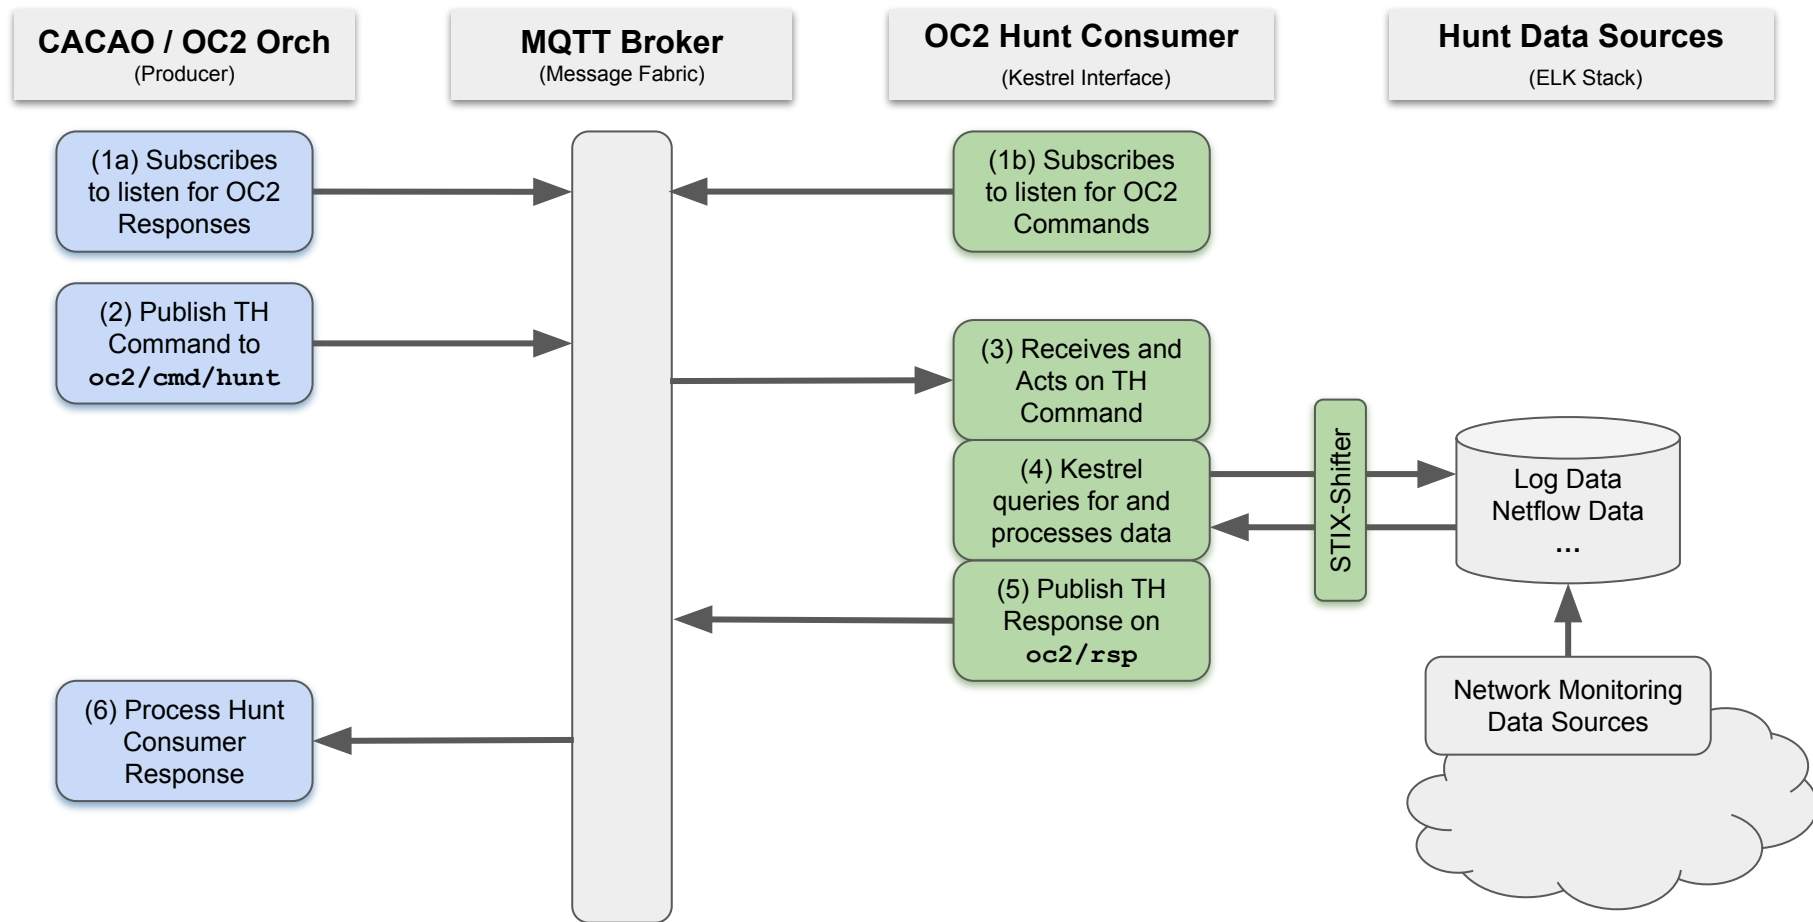 CACAO / OC2 Orch
(Producer)
MQTT Broker
(Message Fabric)
OC2 Hunt Consumer
(Kestrel Interface)
Hunt Data Sources
(ELK Stack)
(1a) Subscribes
to listen for OC2
Responses
(1b) Subscribes
to listen for OC2
Commands
(2) Publish TH
Command to
oc2/cmd/hunt
(3) Receives and
Acts on TH
Command
(4) Kestrel
queries for and
processes data
STIX-Shifter
Log Data
Netflow Data
...
(5) Publish TH
Response on
oc2/rsp
Network Monitoring
Data Sources
(6) Process Hunt
Consumer
Response